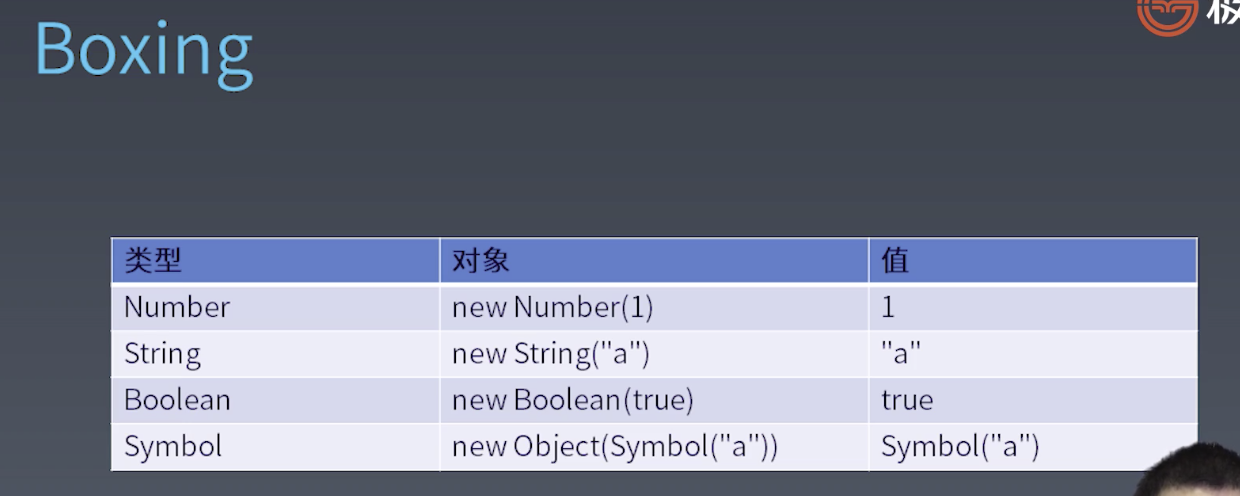 Boxing
类型 对象 值
Number new Number(1) 1
String new String("a") "a"
Boolean new Boolean(true) true
Symbol new Object(Symbol("a")) Symbol("a")